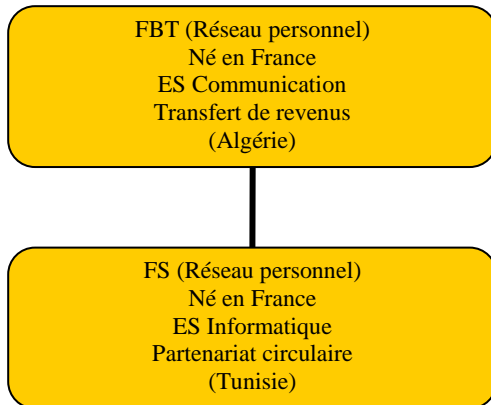 FBT (Réseau personnel)
Né en France
ES Communication
Transfert de revenus
(Algérie)
FS (Réseau personnel)
Né en France
ES Informatique
Partenariat circulaire
(Tunisie)